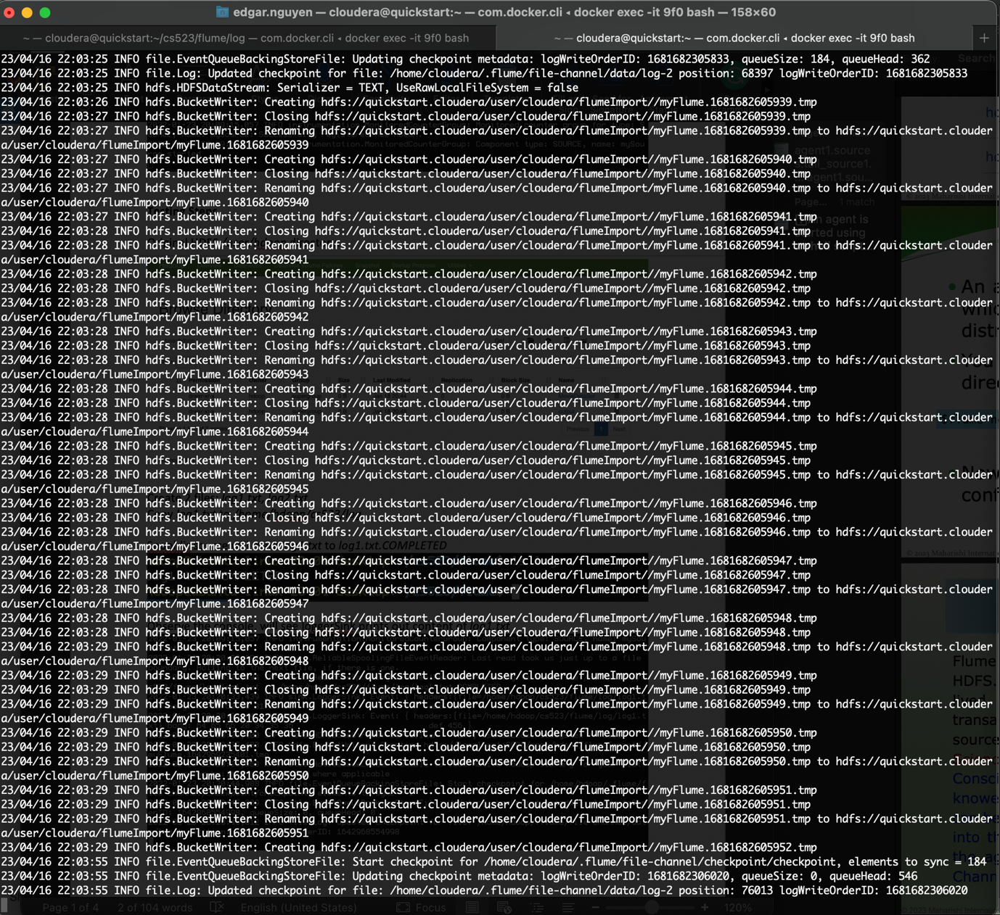 edgar.nguyen — cloudera@quickstart:~ — com.docker.cli ◂ docker exec -it 9f0 bash — 158×60
~ — cloudera@quickstart:~/cs523/flume/log — com.docker.cli ◂ docker exec -it 9f0 bash
~ — cloudera@quickstart:~ — com.docker.cli ◂ docker exec -it 9f0 bash
23/04/16 22:03:25 INFO file.EventQueueBackingStoreFile: Updating checkpoint metadata: logWriteOrderID: 1681682305833, queueSize: 184, queueHead: 362
23/04/16 22:03:25 INFO file.Log: Updated checkpoint for file: /home/cloudera/.flume/file-channel/data/log-2 position: 68397 logWriteOrderID: 1681682305833
23/04/16 22:03:25 INFO hdfs.HDFSDataStream: Serializer = TEXT, UseRawLocalFileSystem = false
23/04/16 22:03:26 INFO hdfs.BucketWriter: Creating hdfs://quickstart.cloudera/user/cloudera/flumeImport//myFlume.1681682605939.tmp
23/04/16 22:03:27 INFO hdfs.BucketWriter: Closing hdfs://quickstart.cloudera/user/cloudera/flumeImport//myFlume.1681682605939.tmp
23/04/16 22:03:27 INFO hdfs.BucketWriter: Renaming hdfs://quickstart.cloudera/user/cloudera/flumeImport/myFlume.1681682605939.tmp to hdfs://quickstart.clouder
a/user/cloudera/flumeImport/myFlume.1681682605939
23/04/16 22:03:27 INFO hdfs.BucketWriter: Creating hdfs://quickstart.cloudera/user/cloudera/flumeImport//myFlume.1681682605940.tmp
23/04/16 22:03:27 INFO hdfs.BucketWriter: Closing hdfs://quickstart.cloudera/user/cloudera/flumeImport//myFlume.1681682605940.tmp
23/04/16 22:03:27 INFO hdfs.BucketWriter: Renaming hdfs://quickstart.cloudera/user/cloudera/flumeImport/myFlume.1681682605940.tmp to hdfs://quickstart.clouder
a/user/cloudera/flumeImport/myFlume.1681682605940
23/04/16 22:03:27 INFO hdfs.BucketWriter: Creating hdfs://quickstart.cloudera/user/cloudera/flumeImport//myFlume.1681682605941.tmp
23/04/16 22:03:28 INFO hdfs.BucketWriter: Closing hdfs://quickstart.cloudera/user/cloudera/flumeImport//myFlume.1681682605941.tmp
23/04/16 22:03:28 INFO hdfs.BucketWriter: Renaming hdfs://quickstart.cloudera/user/cloudera/flumeImport/myFlume.1681682605941.tmp to hdfs://quickstart.clouder
a/user/cloudera/flumeImport/myFlume.1681682605941
23/04/16 22:03:28 INFO hdfs.BucketWriter: Creating hdfs://quickstart.cloudera/user/cloudera/flumeImport//myFlume.1681682605942.tmp
23/04/16 22:03:28 INFO hdfs.BucketWriter: Closing hdfs://quickstart.cloudera/user/cloudera/flumeImport//myFlume.1681682605942.tmp
23/04/16 22:03:28 INFO hdfs.BucketWriter: Renaming hdfs://quickstart.cloudera/user/cloudera/flumeImport/myFlume.1681682605942.tmp to hdfs://quickstart.clouder
a/user/cloudera/flumeImport/myFlume.1681682605942
23/04/16 22:03:28 INFO hdfs.BucketWriter: Creating hdfs://quickstart.cloudera/user/cloudera/flumeImport//myFlume.1681682605943.tmp
23/04/16 22:03:28 INFO hdfs.BucketWriter: Closing hdfs://quickstart.cloudera/user/cloudera/flumeImport//myFlume.1681682605943.tmp
23/04/16 22:03:28 INFO hdfs.BucketWriter: Renaming hdfs://quickstart.cloudera/user/cloudera/flumeImport/myFlume.1681682605943.tmp to hdfs://quickstart.clouder
a/user/cloudera/flumeImport/myFlume.1681682605943
23/04/16 22:03:28 INFO hdfs.BucketWriter: Creating hdfs://quickstart.cloudera/user/cloudera/flumeImport//myFlume.1681682605944.tmp
23/04/16 22:03:28 INFO hdfs.BucketWriter: Closing hdfs://quickstart.cloudera/user/cloudera/flumeImport//myFlume.1681682605944.tmp
23/04/16 22:03:28 INFO hdfs.BucketWriter: Renaming hdfs://quickstart.cloudera/user/cloudera/flumeImport/myFlume.1681682605944.tmp to hdfs://quickstart.clouder
a/user/cloudera/flumeImport/myFlume.1681682605944
23/04/16 22:03:28 INFO hdfs.BucketWriter: Creating hdfs://quickstart.cloudera/user/cloudera/flumeImport//myFlume.1681682605945.tmp
23/04/16 22:03:28 INFO hdfs.BucketWriter: Closing hdfs://quickstart.cloudera/user/cloudera/flumeImport//myFlume.1681682605945.tmp
23/04/16 22:03:28 INFO hdfs.BucketWriter: Renaming hdfs://quickstart.cloudera/user/cloudera/flumeImport/myFlume.1681682605945.tmp to hdfs://quickstart.clouder
a/user/cloudera/flumeImport/myFlume.1681682605945
23/04/16 22:03:28 INFO hdfs.BucketWriter: Creating hdfs://quickstart.cloudera/user/cloudera/flumeImport//myFlume.1681682605946.tmp
23/04/16 22:03:28 INFO hdfs.BucketWriter: Closing hdfs://quickstart.cloudera/user/cloudera/flumeImport//myFlume.1681682605946.tmp
23/04/16 22:03:28 INFO hdfs.BucketWriter: Renaming hdfs://quickstart.cloudera/user/cloudera/flumeImport/myFlume.1681682605946.tmp to hdfs://quickstart.clouder
a/user/cloudera/flumeImport/myFlume.1681682605946
23/04/16 22:03:28 INFO hdfs.BucketWriter: Creating hdfs://quickstart.cloudera/user/cloudera/flumeImport//myFlume.1681682605947.tmp
23/04/16 22:03:28 INFO hdfs.BucketWriter: Closing hdfs://quickstart.cloudera/user/cloudera/flumeImport//myFlume.1681682605947.tmp
23/04/16 22:03:28 INFO hdfs.BucketWriter: Renaming hdfs://quickstart.cloudera/user/cloudera/flumeImport/myFlume.1681682605947.tmp to hdfs://quickstart.clouder
a/user/cloudera/flumeImport/myFlume.1681682605947
23/04/16 22:03:28 INFO hdfs.BucketWriter: Creating hdfs://quickstart.cloudera/user/cloudera/flumeImport//myFlume.1681682605948.tmp
23/04/16 22:03:28 INFO hdfs.BucketWriter: Closing hdfs://quickstart.cloudera/user/cloudera/flumeImport//myFlume.1681682605948.tmp
23/04/16 22:03:29 INFO hdfs.BucketWriter: Renaming hdfs://quickstart.cloudera/user/cloudera/flumeImport/myFlume.1681682605948.tmp to hdfs://quickstart.clouder
a/user/cloudera/flumeImport/myFlume.1681682605948
23/04/16 22:03:29 INFO hdfs.BucketWriter: Creating hdfs://quickstart.cloudera/user/cloudera/flumeImport//myFlume.1681682605949.tmp
23/04/16 22:03:29 INFO hdfs.BucketWriter: Closing hdfs://quickstart.cloudera/user/cloudera/flumeImport//myFlume.1681682605949.tmp
23/04/16 22:03:29 INFO hdfs.BucketWriter: Renaming hdfs://quickstart.cloudera/user/cloudera/flumeImport/myFlume.1681682605949.tmp to hdfs://quickstart.clouder
a/user/cloudera/flumeImport/myFlume.1681682605949
23/04/16 22:03:29 INFO hdfs.BucketWriter: Creating hdfs://quickstart.cloudera/user/cloudera/flumeImport//myFlume.1681682605950.tmp
23/04/16 22:03:29 INFO hdfs.BucketWriter: Closing hdfs://quickstart.cloudera/user/cloudera/flumeImport//myFlume.1681682605950.tmp
23/04/16 22:03:29 INFO hdfs.BucketWriter: Renaming hdfs://quickstart.cloudera/user/cloudera/flumeImport/myFlume.1681682605950.tmp to hdfs://quickstart.clouder
a/user/cloudera/flumeImport/myFlume.1681682605950
23/04/16 22:03:29 INFO hdfs.BucketWriter: Creating hdfs://quickstart.cloudera/user/cloudera/flumeImport//myFlume.1681682605951.tmp
23/04/16 22:03:29 INFO hdfs.BucketWriter: Closing hdfs://quickstart.cloudera/user/cloudera/flumeImport//myFlume.1681682605951.tmp
23/04/16 22:03:29 INFO hdfs.BucketWriter: Renaming hdfs://quickstart.cloudera/user/cloudera/flumeImport/myFlume.1681682605951.tmp to hdfs://quickstart.clouder
a/user/cloudera/flumeImport/myFlume.1681682605951
23/04/16 22:03:29 INFO hdfs.BucketWriter: Creating hdfs://quickstart.cloudera/user/cloudera/flumeImport//myFlume.1681682605952.tmp
23/04/16 22:03:55 INFO file.EventQueueBackingStoreFile: Start checkpoint for /home/cloudera/.flume/file-channel/checkpoint/checkpoint, elements to sync = 184
23/04/16 22:03:55 INFO file.EventQueueBackingStoreFile: Updating checkpoint metadata: logWriteOrderID: 1681682306020, queueSize: 0, queueHead: 546
23/04/16 22:03:55 INFO file.Log: Updated checkpoint for file: /home/cloudera/.flume/file-channel/data/log-2 position: 76013 logWriteOrderID: 1681682306020
Page 1 of 4 2 of 104 words English (United States) Focus 120%